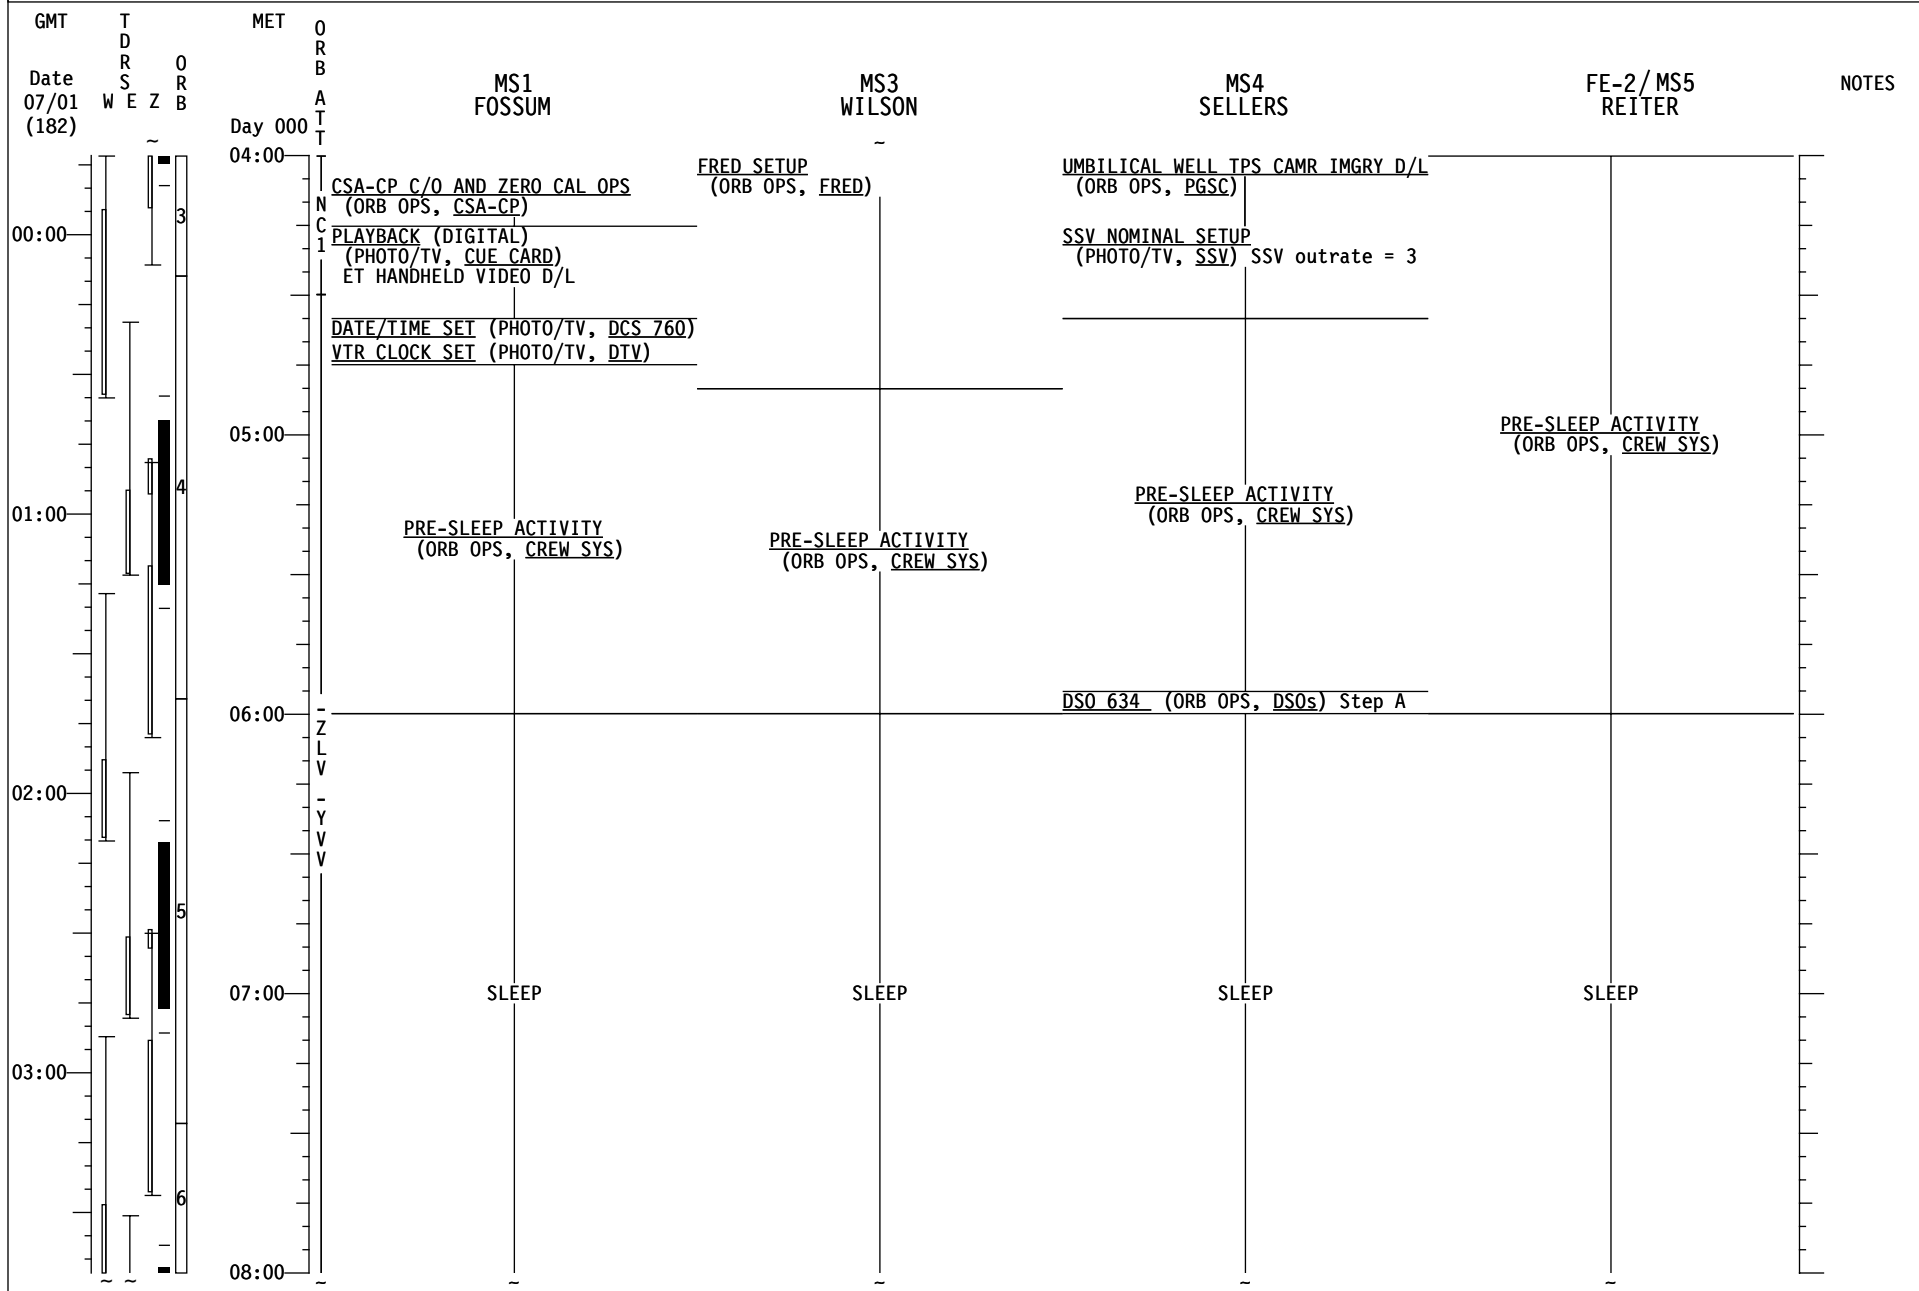 GMT
TDRS
MET
ORB ATT
Date
07/01
(182)
W E Z
ORB
Day 000
MS1
FOSSUM
MS3
WILSON
MS4
SELLERS
FE-2/MS5
REITER
NOTES
~
~
04:00
05:00
06:00
07:00
08:00
00:00
01:00
02:00
03:00
3
4
5
6
NC1
-ZLV -YVV
CSA-CP C/O AND ZERO CAL OPS
(ORB OPS, CSA-CP)
PLAYBACK (DIGITAL)
(PHOTO/TV, CUE CARD)
ET HANDHELD VIDEO D/L
DATE/TIME SET (PHOTO/TV, DCS 760)
VTR CLOCK SET (PHOTO/TV, DTV)
PRE-SLEEP ACTIVITY
(ORB OPS, CREW SYS)
SLEEP
FRED SETUP
(ORB OPS, FRED)
PRE-SLEEP ACTIVITY
(ORB OPS, CREW SYS)
SLEEP
UMBILICAL WELL TPS CAMR IMGRY D/L
(ORB OPS, PGSC)
SSV NOMINAL SETUP
(PHOTO/TV, SSV) SSV outrate = 3
PRE-SLEEP ACTIVITY
(ORB OPS, CREW SYS)
DSO 634 (ORB OPS, DSOs) Step A
SLEEP
PRE-SLEEP ACTIVITY
(ORB OPS, CREW SYS)
SLEEP
~ ~ ~ ~ ~ ~ ~